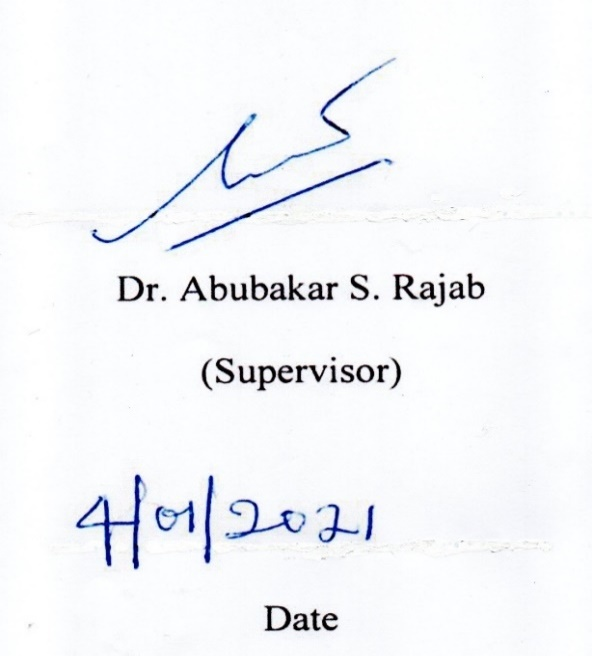 Dr. Abubakar S. Rajab
(Supervisor)
4/01/2021
Date